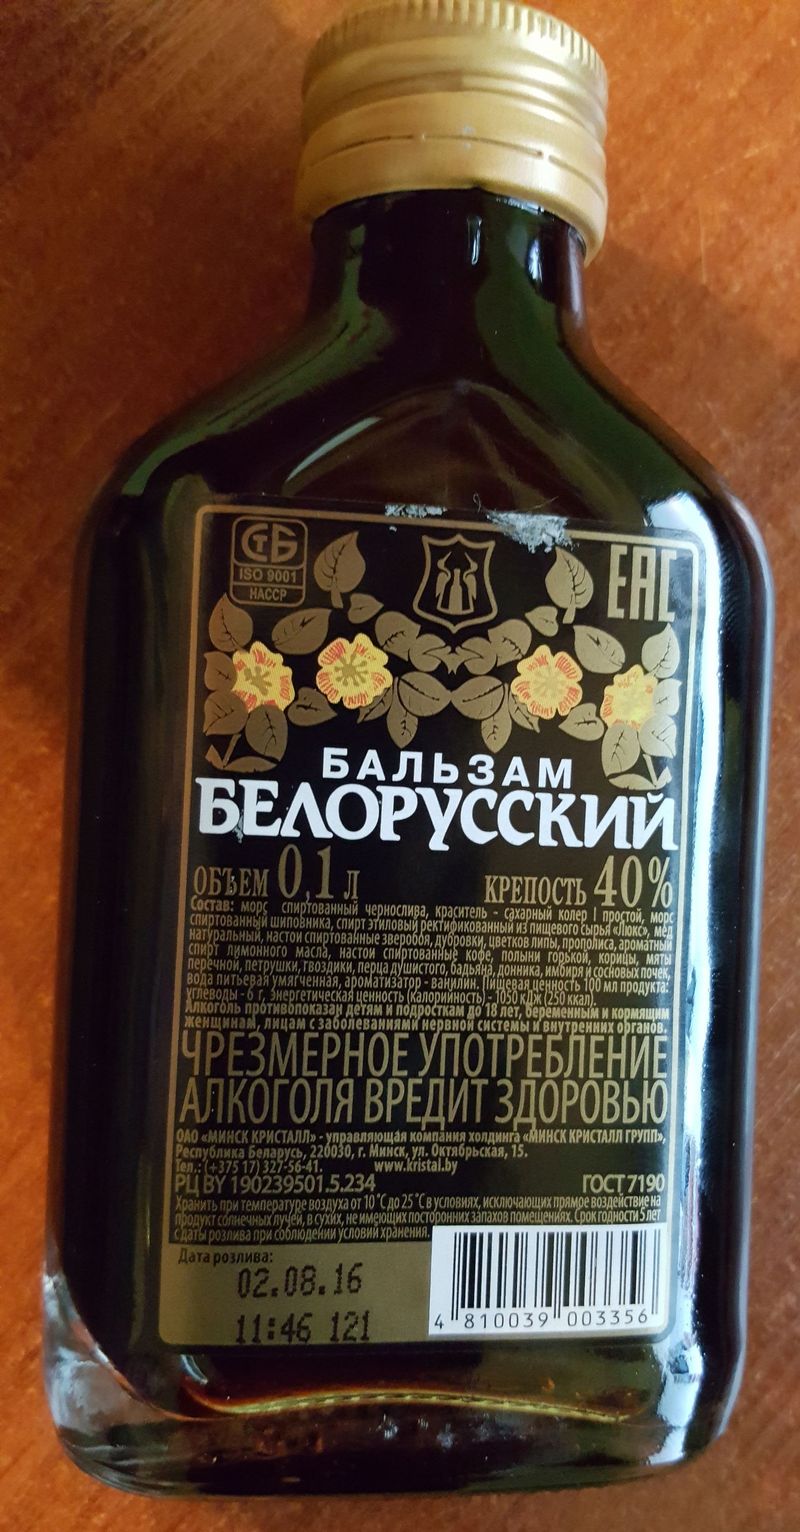 СТБ
ISO 9001
HACCP
ЕАС
БАЛЬЗАМ
БЕЛОРУССКИЙ
ОБЪЕМ 0,1 Л
КРЕПОСТЬ 40%
Состав: морс спиртованный чернослива, краситель - сахарный колер I простой, морс
спиртованный шиповника, спирт этиловый ректификованный из пищевого сырья «Люкс», мед
натуральный, настои спиртованные зверобоя, дубровки, цветков липы, прополиса, ароматный
спирт лимонного масла, настои спиртованные кофе, полыни горькой, корицы, мяты
перечной, петрушки, гвоздики, перца душистого, бадьяна, донника, имбиря и сосновых почек,
вода питьевая умягченная, ароматизатор - ванилин. Пищевая ценность 100 мл продукта:
углеводы - 6 г, Энергетическая ценность (калорийность) - 1050 кДж (250 ккал).
Алкоголь противопоказан детям и подросткам до 18 лет, беременным и кормящим
женщинам, лицам с заболеваниями нервной системы и внутренних органов.
ЧРЕЗМЕРНОЕ УПОТРЕБЛЕНИЕ
АЛКОГОЛЯ ВРЕДИТ ЗДОРОВЬЮ
ОАО «МИНСК КРИСТАЛЛ» - управляющая компания холдинга «МИНСК КРИСТАЛЛ ГРУПП»,
Республика Беларусь, 220030, г. Минск, ул. Октябрьская, 15.
Тел.: (+375 17) 327-56-41. www.kristal.by
РЦ BY 190239501.5.234 ГОСТ 7190
Хранить при температуре воздуха от 10 °С до 25 °С в условиях, исключающих прямое воздействие на
продукт солнечных лучей, в сухих, не имеющих посторонних запахов помещениях. Срок годности 5 лет
с даты розлива при соблюдении условий хранения.
Дата розлива:
02.08.16
11:46 121
4 810039 003356